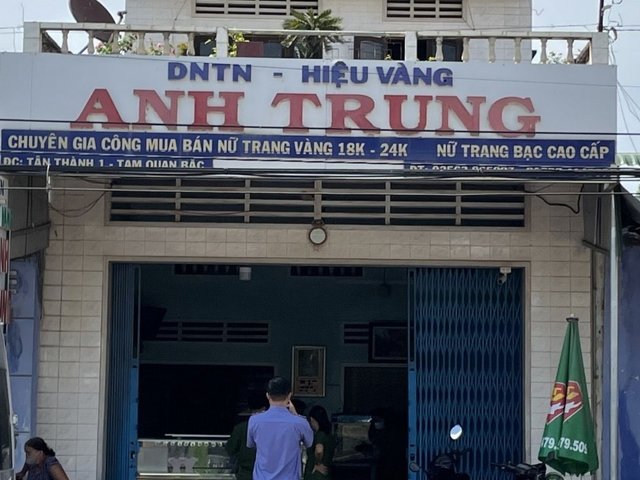 DNTN - HIỆU VÀNG
ANH TRUNG
CHUYÊN GIA CÔNG MUA BÁN NỮ TRANG VÀNG 18K - 24K NỮ TRANG BẠC CAO CẤP
ĐC: TÂN THÀNH 1 - TAM QUAN BẮC